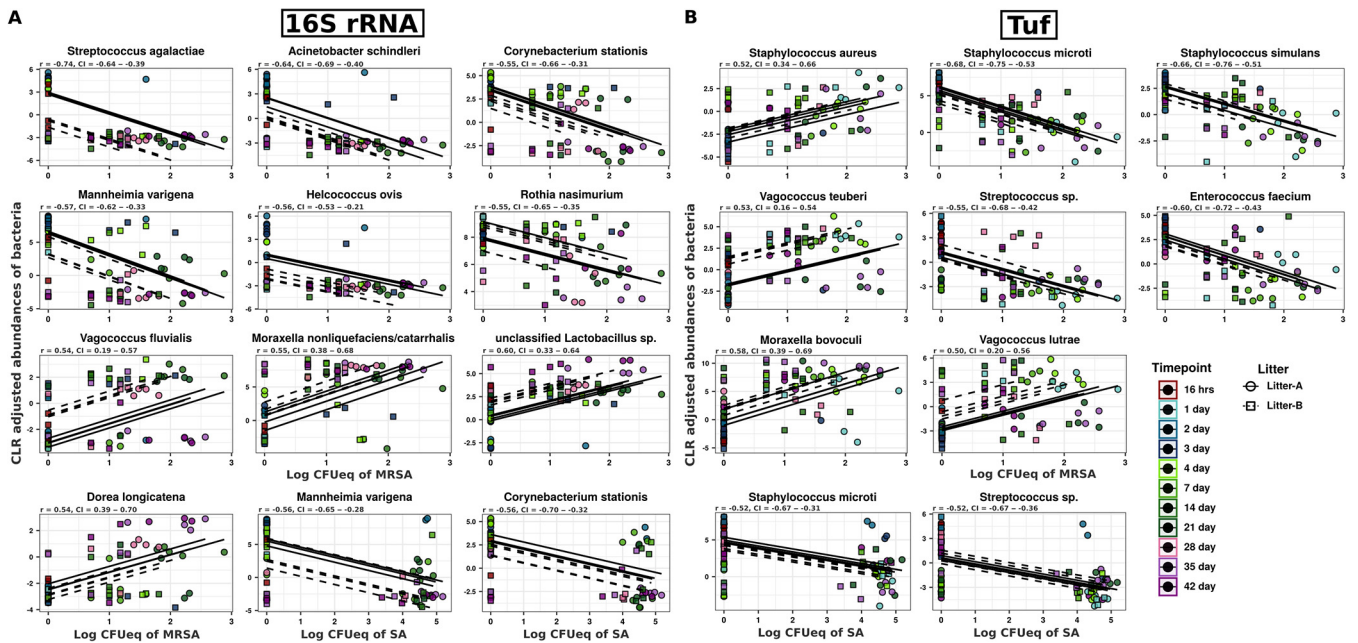 A
16S rRNA
B
Tuf
Streptococcus agalactiae
Acinetobacter schindleri
Corynebacterium stationis
Staphylococcus aureus
Staphylococcus microti
Staphylococcus simulans
r = -0.74, CI = -0.64 – -0.39
r = -0.64, CI = -0.69 – -0.40
r = -0.55, CI = -0.66 – -0.31
r = 0.52, CI = 0.34 – 0.66
r = -0.68, CI = -0.75 – -0.53
r = -0.66, CI = -0.76 – -0.51
Mannheimia varigena
Helcococcus ovis
Rothia nasimurium
Vagococcus teuberi
Streptococcus sp.
Enterococcus faecium
r = -0.57, CI = -0.62 – -0.33
r = -0.56, CI = -0.53 – -0.21
r = -0.55, CI = -0.65 – -0.35
r = 0.53, CI = 0.16 – 0.54
r = -0.55, CI = -0.68 – -0.42
r = -0.60, CI = -0.72 – -0.43
CLR adjusted abundances of bacteria
CLR adjusted abundances of bacteria
Vagococcus fluvialis
Moraxella nonliquefaciens/catarrhalis
unclassified Lactobacillus sp.
Moraxella bovoculi
Vagococcus lutrae
r = 0.54, CI = 0.19 – 0.57
r = 0.55, CI = 0.38 – 0.68
r = 0.60, CI = 0.33 – 0.64
r = 0.58, CI = 0.39 – 0.69
r = 0.50, CI = 0.20 – 0.56
Log CFUeq of MRSA
Log CFUeq of MRSA
Dorea longicatena
Mannheimia varigena
Corynebacterium stationis
Staphylococcus microti
Streptococcus sp.
r = 0.54, CI = 0.39 – 0.70
r = -0.56, CI = -0.65 – -0.28
r = -0.56, CI = -0.70 – -0.32
r = -0.52, CI = -0.67 – -0.31
r = -0.52, CI = -0.67 – -0.36
Log CFUeq of MRSA
Log CFUeq of SA
Log CFUeq of SA
Log CFUeq of SA
Log CFUeq of SA
Timepoint
16 hrs
1 day
2 day
3 day
4 day
7 day
14 day
21 day
28 day
35 day
42 day
Litter
Litter-A
Litter-B